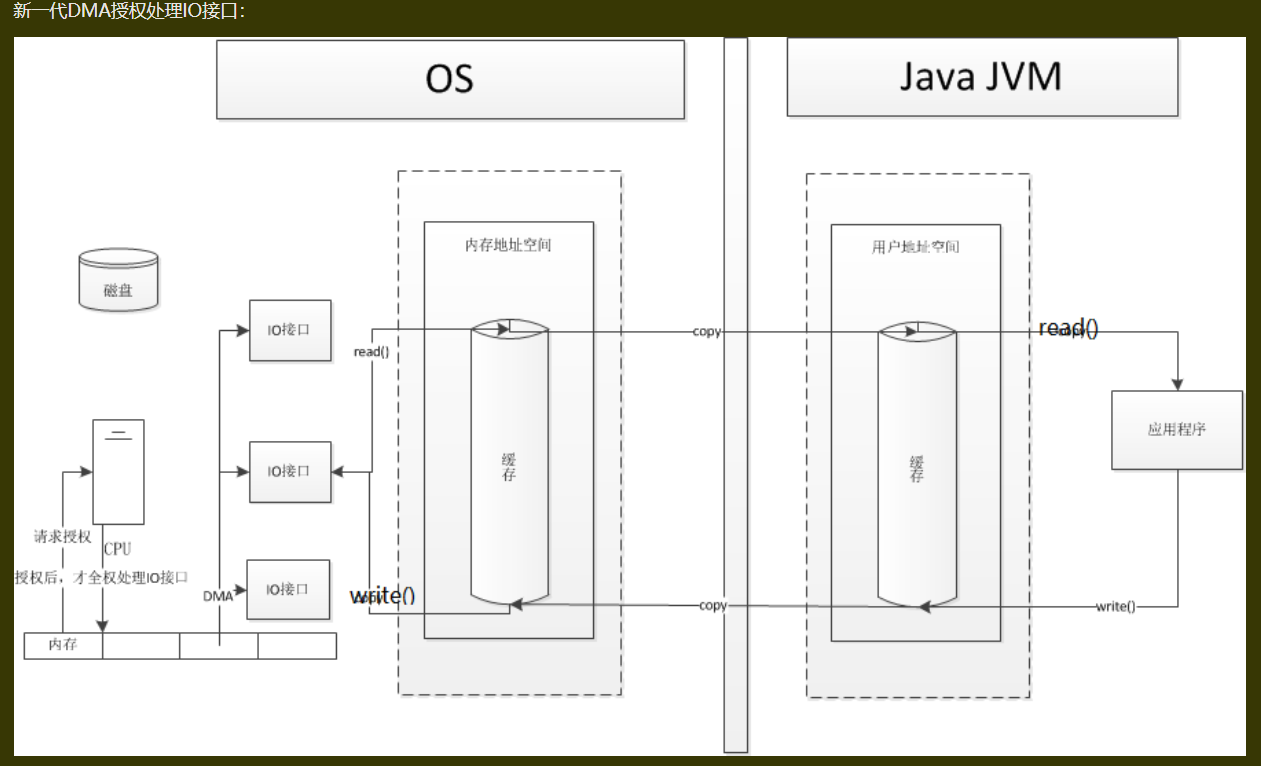 新一代DMA授权处理IO接口：
OS
Java JVM
内存地址空间
用户地址空间
磁盘
IO接口
read()
copy
read()
应用程序
IO接口
缓存
缓存
请求授权
CPU
授权后，才全权处理IO接口
DMA
IO接口
write()
copy
write()
内存